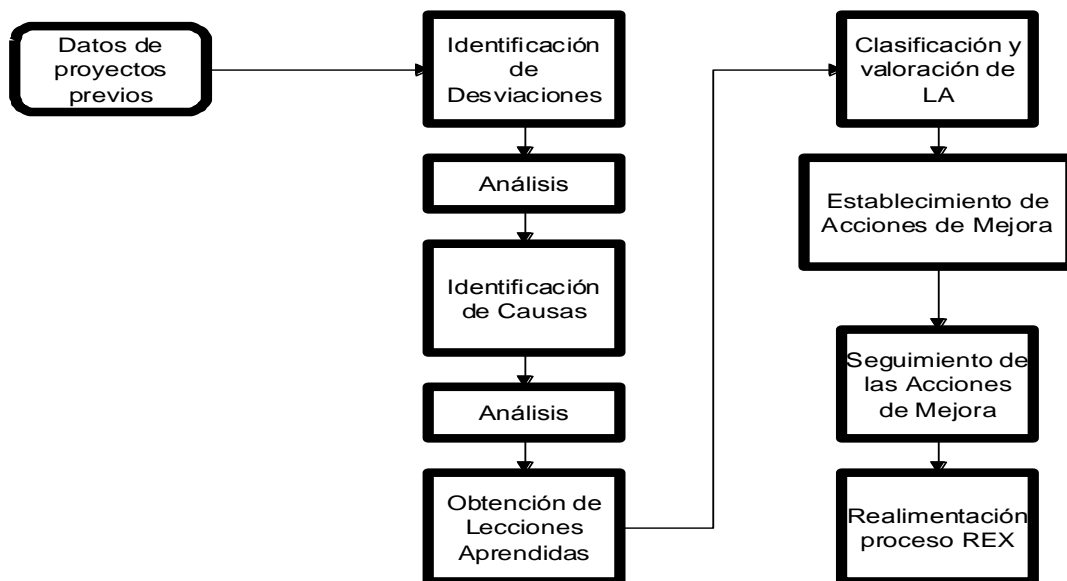 Datos de
proyectos
previos
Identificación
de
Desviaciones
Análisis
Identificación
de Causas
Análisis
Obtención de
Lecciones
Aprendidas
Clasificación y
valoración de
LA
Establecimiento de
Acciones de Mejora
Seguimiento de
las Acciones
de Mejora
Realimentación
proceso REX